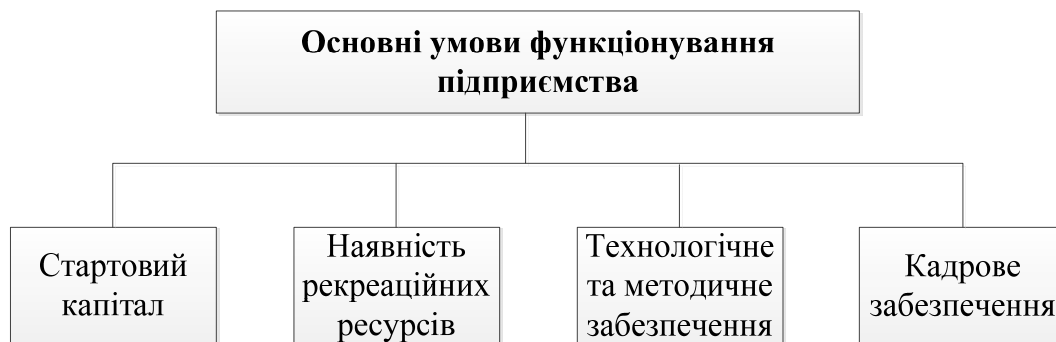 Основні умови функціонування
підприємства
Стартовий
капітал
Наявність
рекреаційних
ресурсів
Технологічне
та методичне
забезпечення
Кадрове
забезпечення